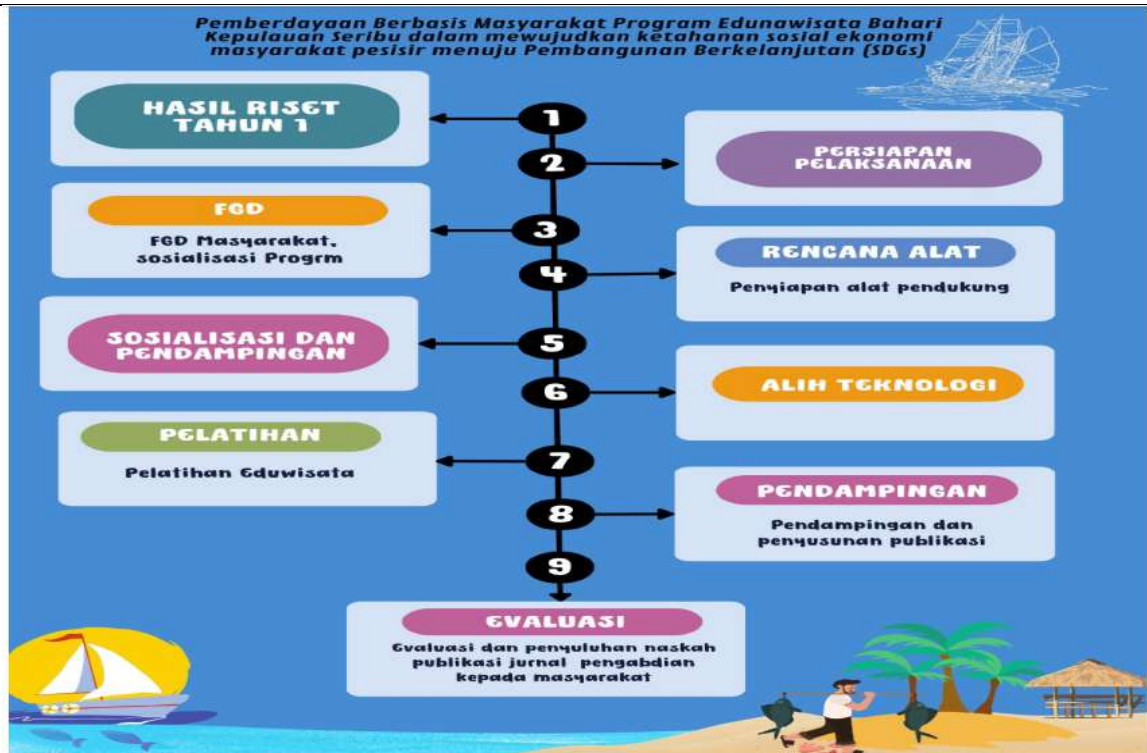 Pemberdayaan Berbasis Masyarakat Program Edunawisata Bahari
Kepulauan Seribu dalam mewujudkan ketahanan sosial ekonomi
masyarakat pesisir menuju Pembangunan Berkelanjutan (SDGs)
1
HASIL RISET
TAHUN 1
2
PERSIAPAN
PELAKSANAAN
3
FGD
FGD Masyarakat,
sosialisasi Progrm
4
RENCANA ALAT
Penyiapan alat pendukung
5
SOSIALISASI DAN
PENDAMPINGAN
6
ALIH TEKNOLOGI
7
PELATIHAN
Pelatihan Eduwisata
8
PENDAMPINGAN
Pendampingan dan
penyusunan publikasi
9
EVALUASI
Evaluasi dan penyuluhan naskah
publikasi jurnal pengabdian
kepada masyarakat